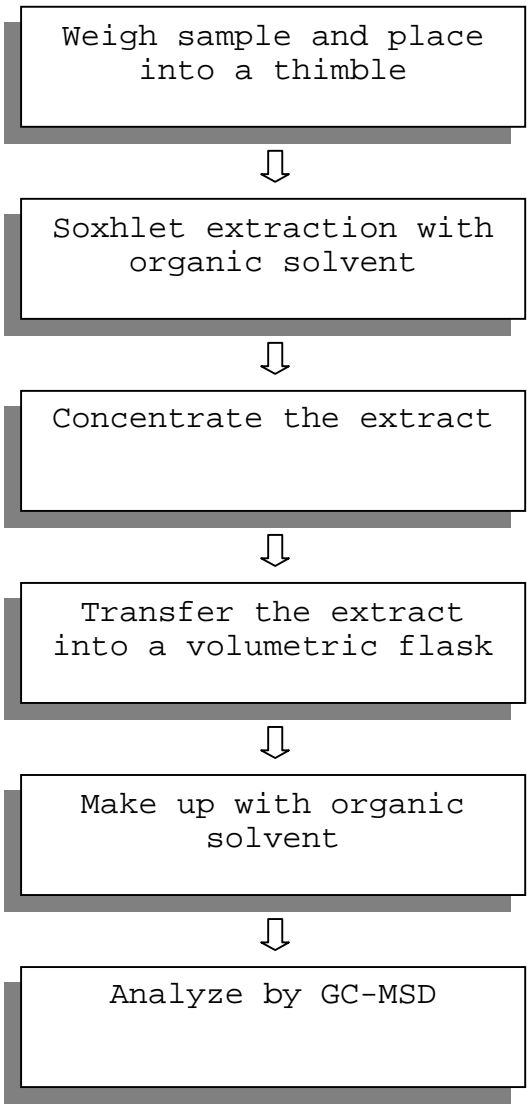 Weigh sample and place
into a thimble
Soxhlet extraction with
organic solvent
Concentrate the extract
Transfer the extract
into a volumetric flask
Make up with organic
solvent
Analyze by GC-MSD